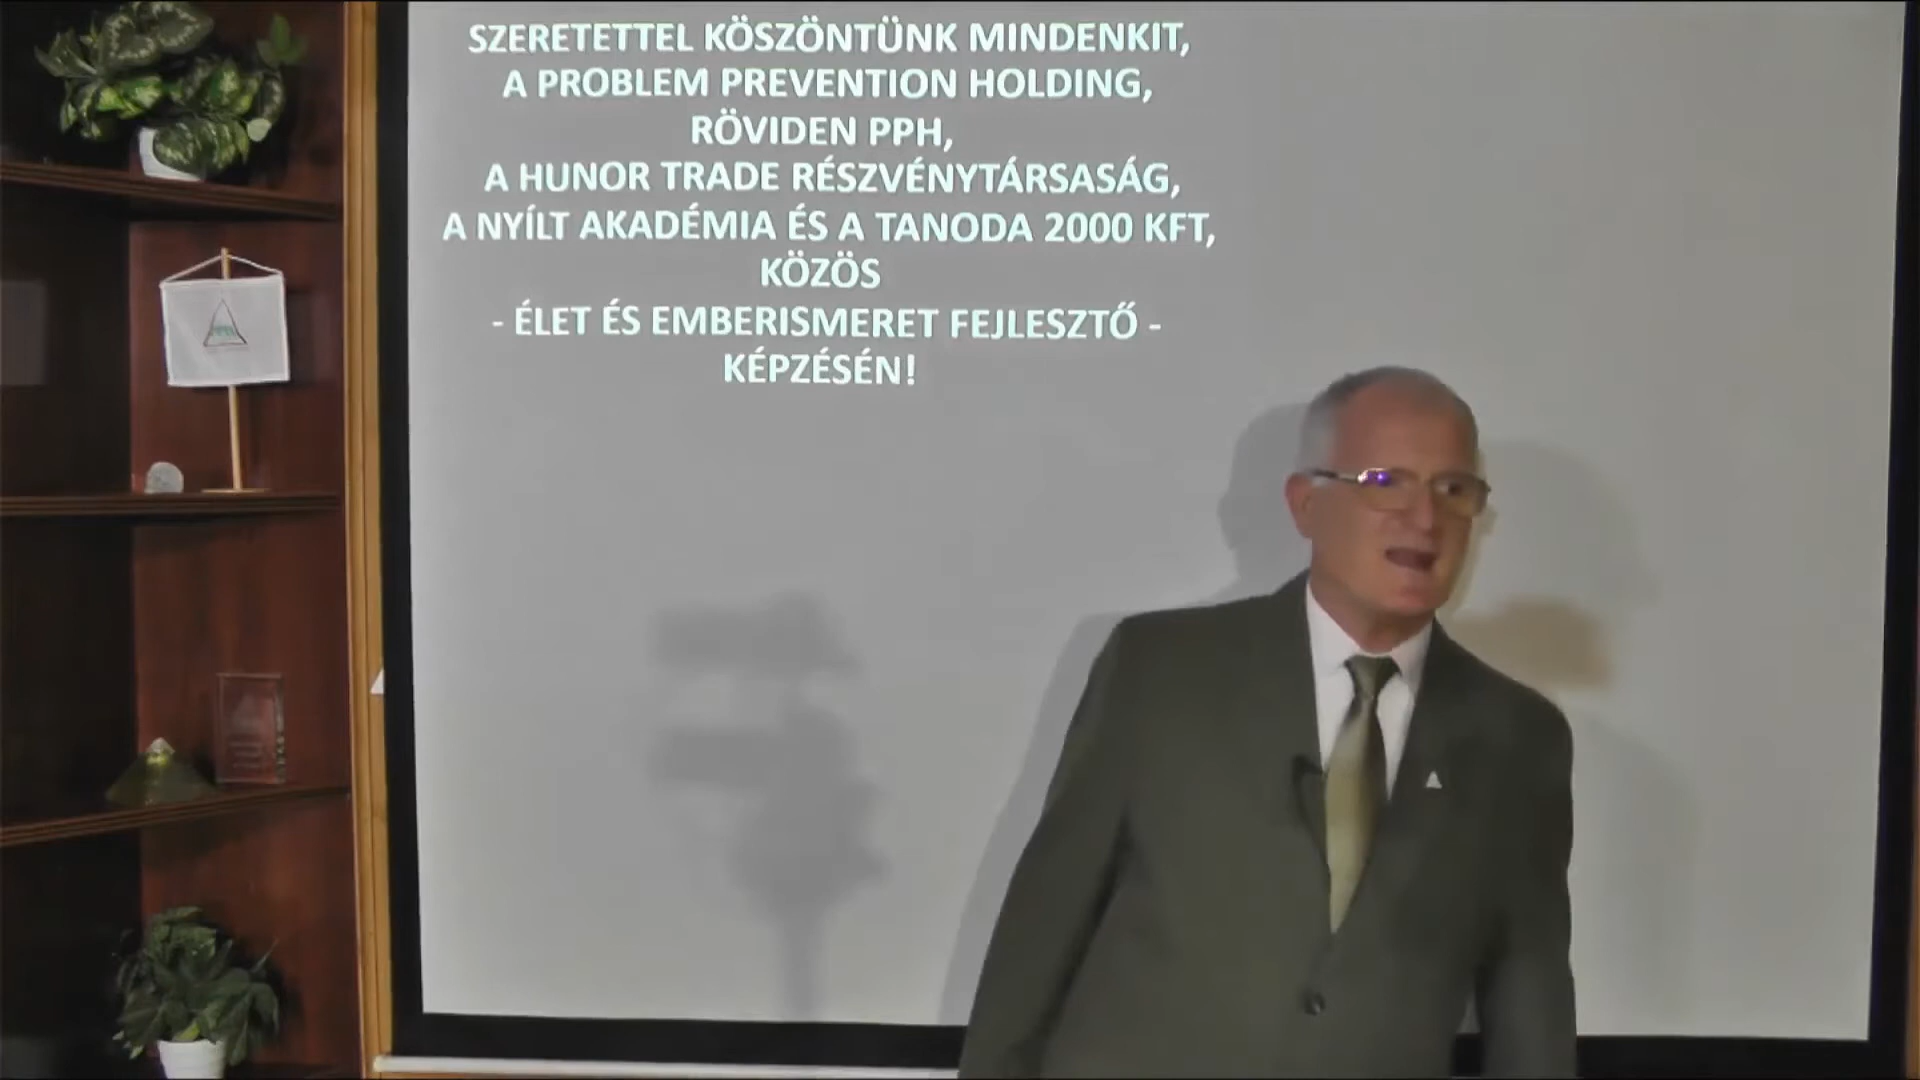 SZERETETTEL KÖSZÖNTÜNK MINDENKIT,
A PROBLEM PREVENTION HOLDING,
RÖVIDEN PPH,
A HUNOR TRADE RÉSZVÉNYTÁRSASÁG,
A NYÍLT AKADÉMIA ÉS A TANODA 2000 KFT,
KÖZÖS
- ÉLET ÉS EMBERISMERET FEJLESZTŐ -
KÉPZÉSÉN!